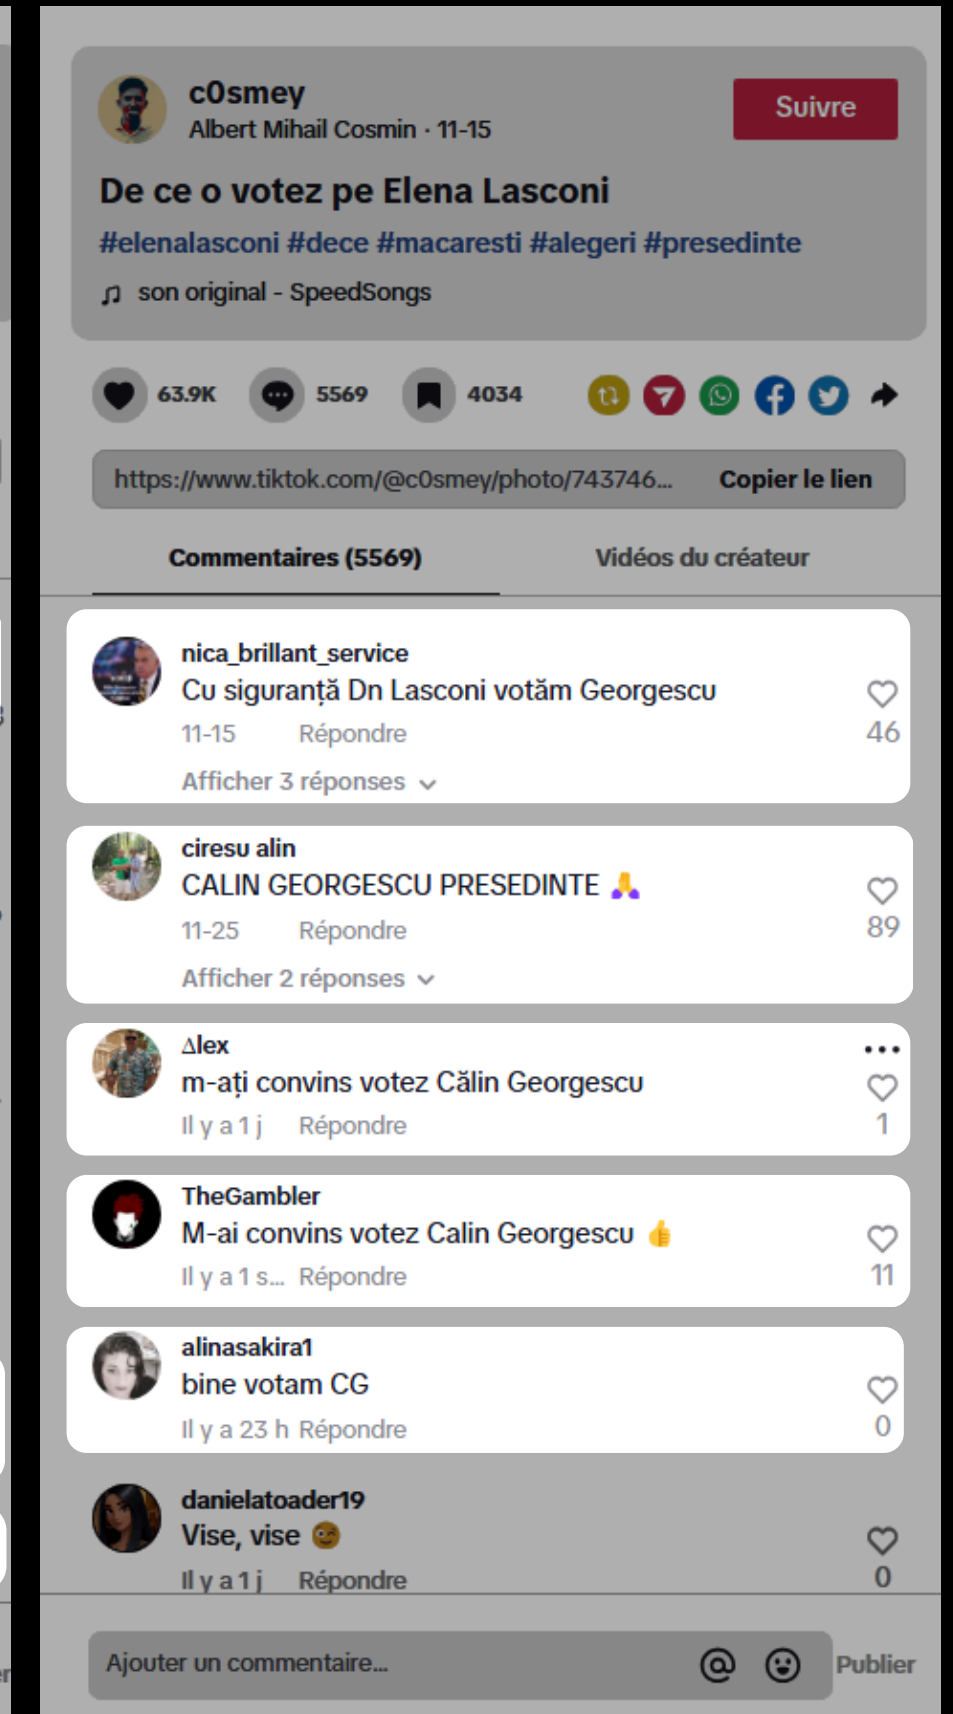 c0smey
Albert Mihail Cosmin · 11-15
Suivre
De ce o votez pe Elena Lasconi
#elenalasconi #dece #macaresti #alegeri #presedinte
son original - SpeedSongs
63.9K 5569 4034
https://www.tiktok.com/@c0smey/photo/743746... Copier le lien
Commentaires (5569) Vidéos du créateur
nica_brillant_service
Cu siguranță Dn Lasconi votăm Georgescu
46
11-15 Répondre
Afficher 3 réponses
ciresu alin
CALIN GEORGESCU PRESEDINTE 🙏
89
11-25 Répondre
Afficher 2 réponses
∆lex
m-ați convins votez Călin Georgescu
Il y a 1 j Répondre
1
TheGambler
M-ai convins votez Calin Georgescu 👍
Il y a 1 s... Répondre
11
alinasakira1
bine votam CG
Il y a 23 h Répondre
0
danielatoader19
Vise, vise 😉
Il y a 1 j Répondre
0
Ajouter un commentaire... Publier